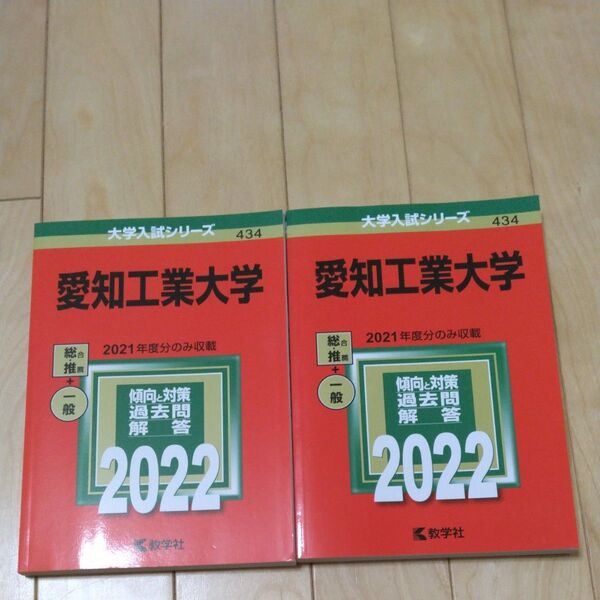 大学入試シリーズ
434
愛知工業大学
2021年度分のみ収載
総合
・推薦
+
一般
傾向と対策
過去問
解答
2022
教学社
大学入試シリーズ
434
愛知工業大学
2021年度分のみ収載
総合
・推薦
+
一般
傾向と対策
過去問
解答
2022
教学社